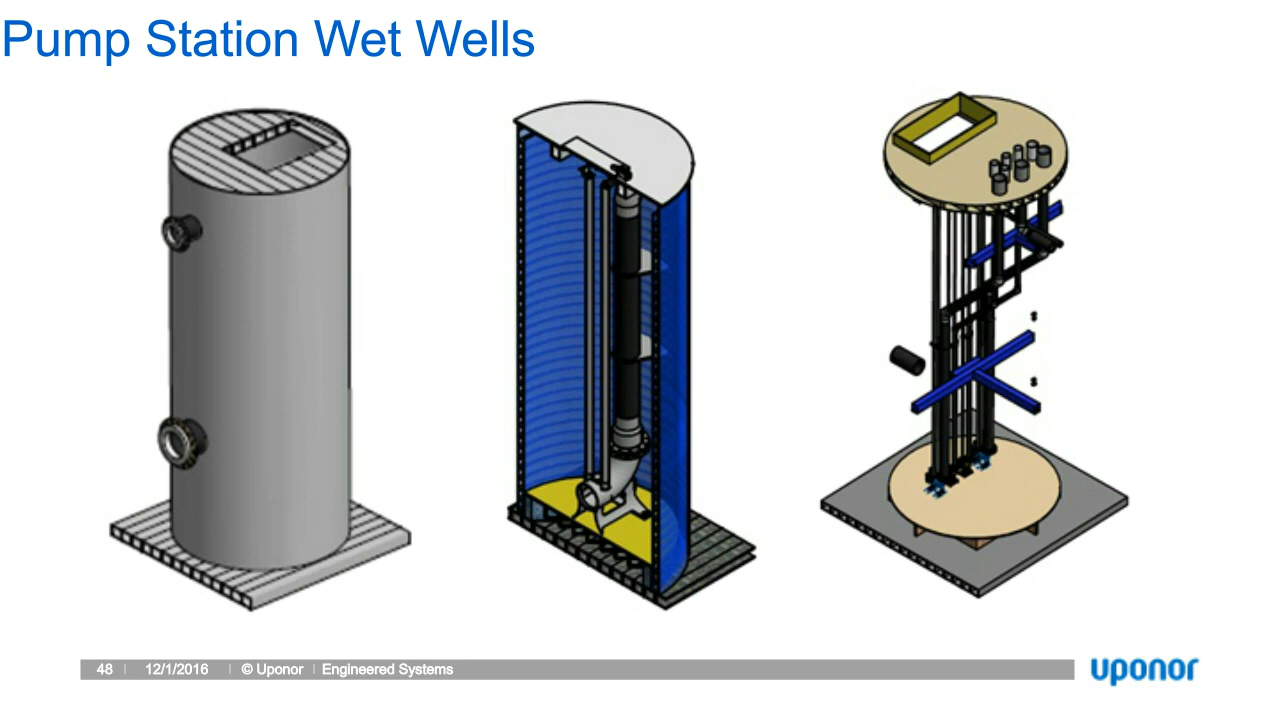 Pump Station Wet Wells
48 12/1/2016 © Uponor Engineered Systems
uponor